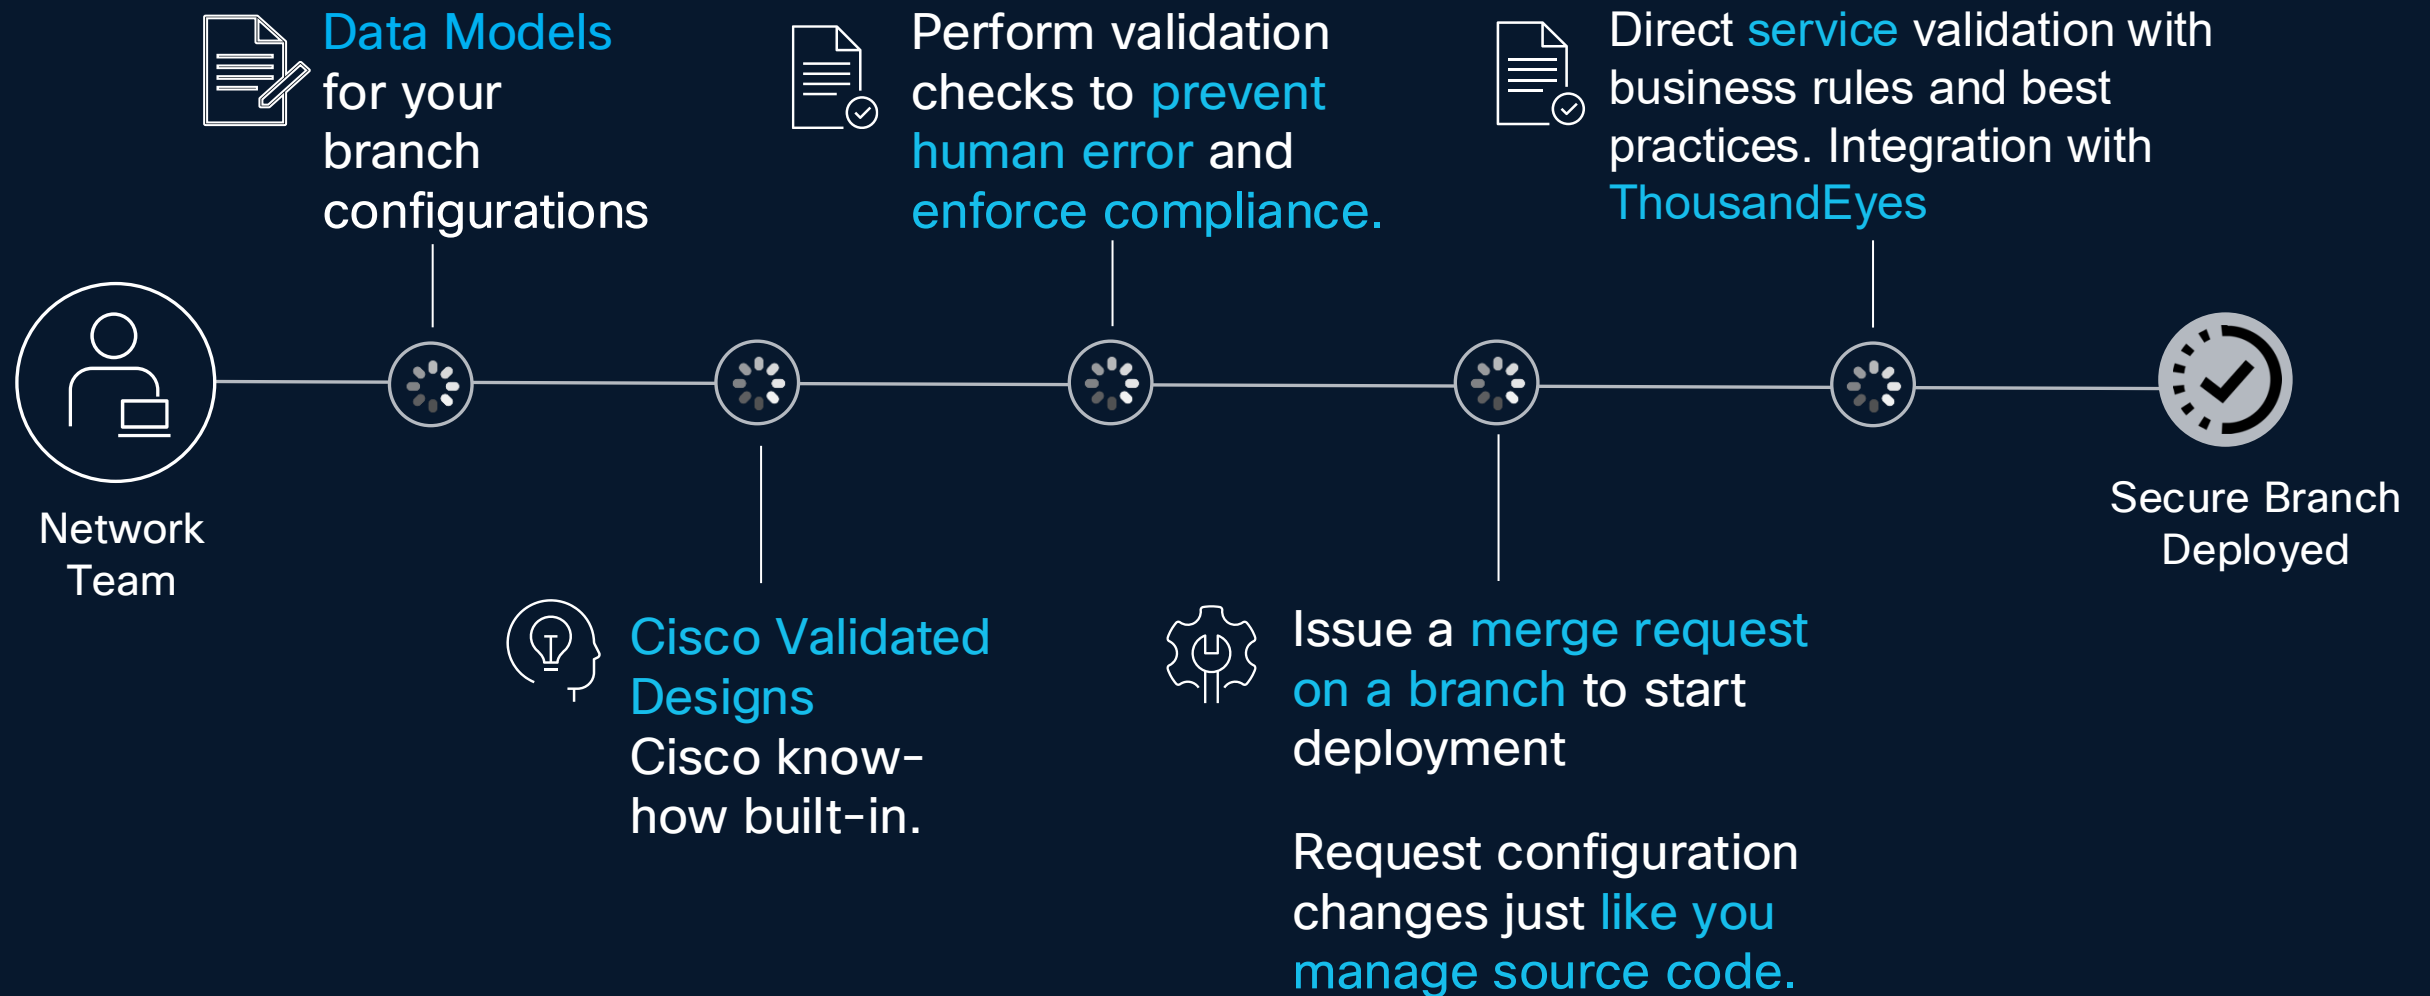 Data Models
for your
branch
configurations
Perform validation
checks to prevent
human error and
enforce compliance.
Direct service validation with
business rules and best
practices. Integration with
ThousandEyes
Network
Team
Secure Branch
Deployed
Cisco Validated
Designs
Cisco know-
how built-in.
Issue a merge request
on a branch to start
deployment
Request configuration
changes just like you
manage source code.